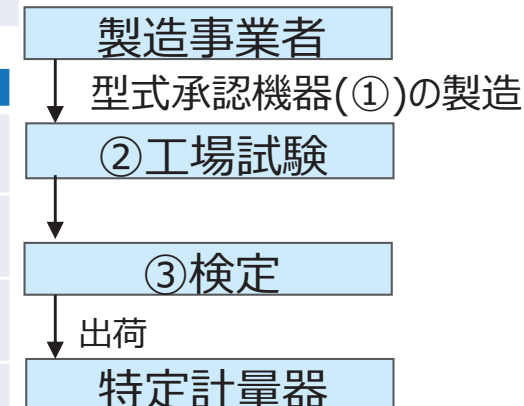 製造事業者
型式承認機器(①)の製造
②工場試験
③検定
出荷
特定計量器